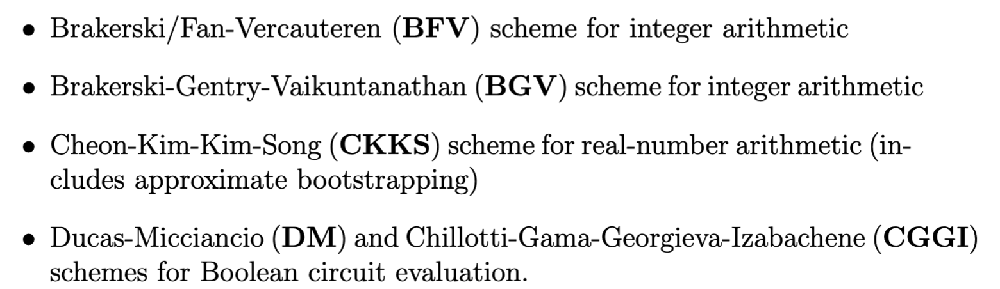 • Brakerski/Fan-Vercauteren (BFV) scheme for integer arithmetic
• Brakerski-Gentry-Vaikuntanathan (BGV) scheme for integer arithmetic
• Cheon-Kim-Kim-Song (CKKS) scheme for real-number arithmetic (in-
cludes approximate bootstrapping)
• Ducas-Micciancio (DM) and Chillotti-Gama-Georgieva-Izabachene (CGGI)
schemes for Boolean circuit evaluation.